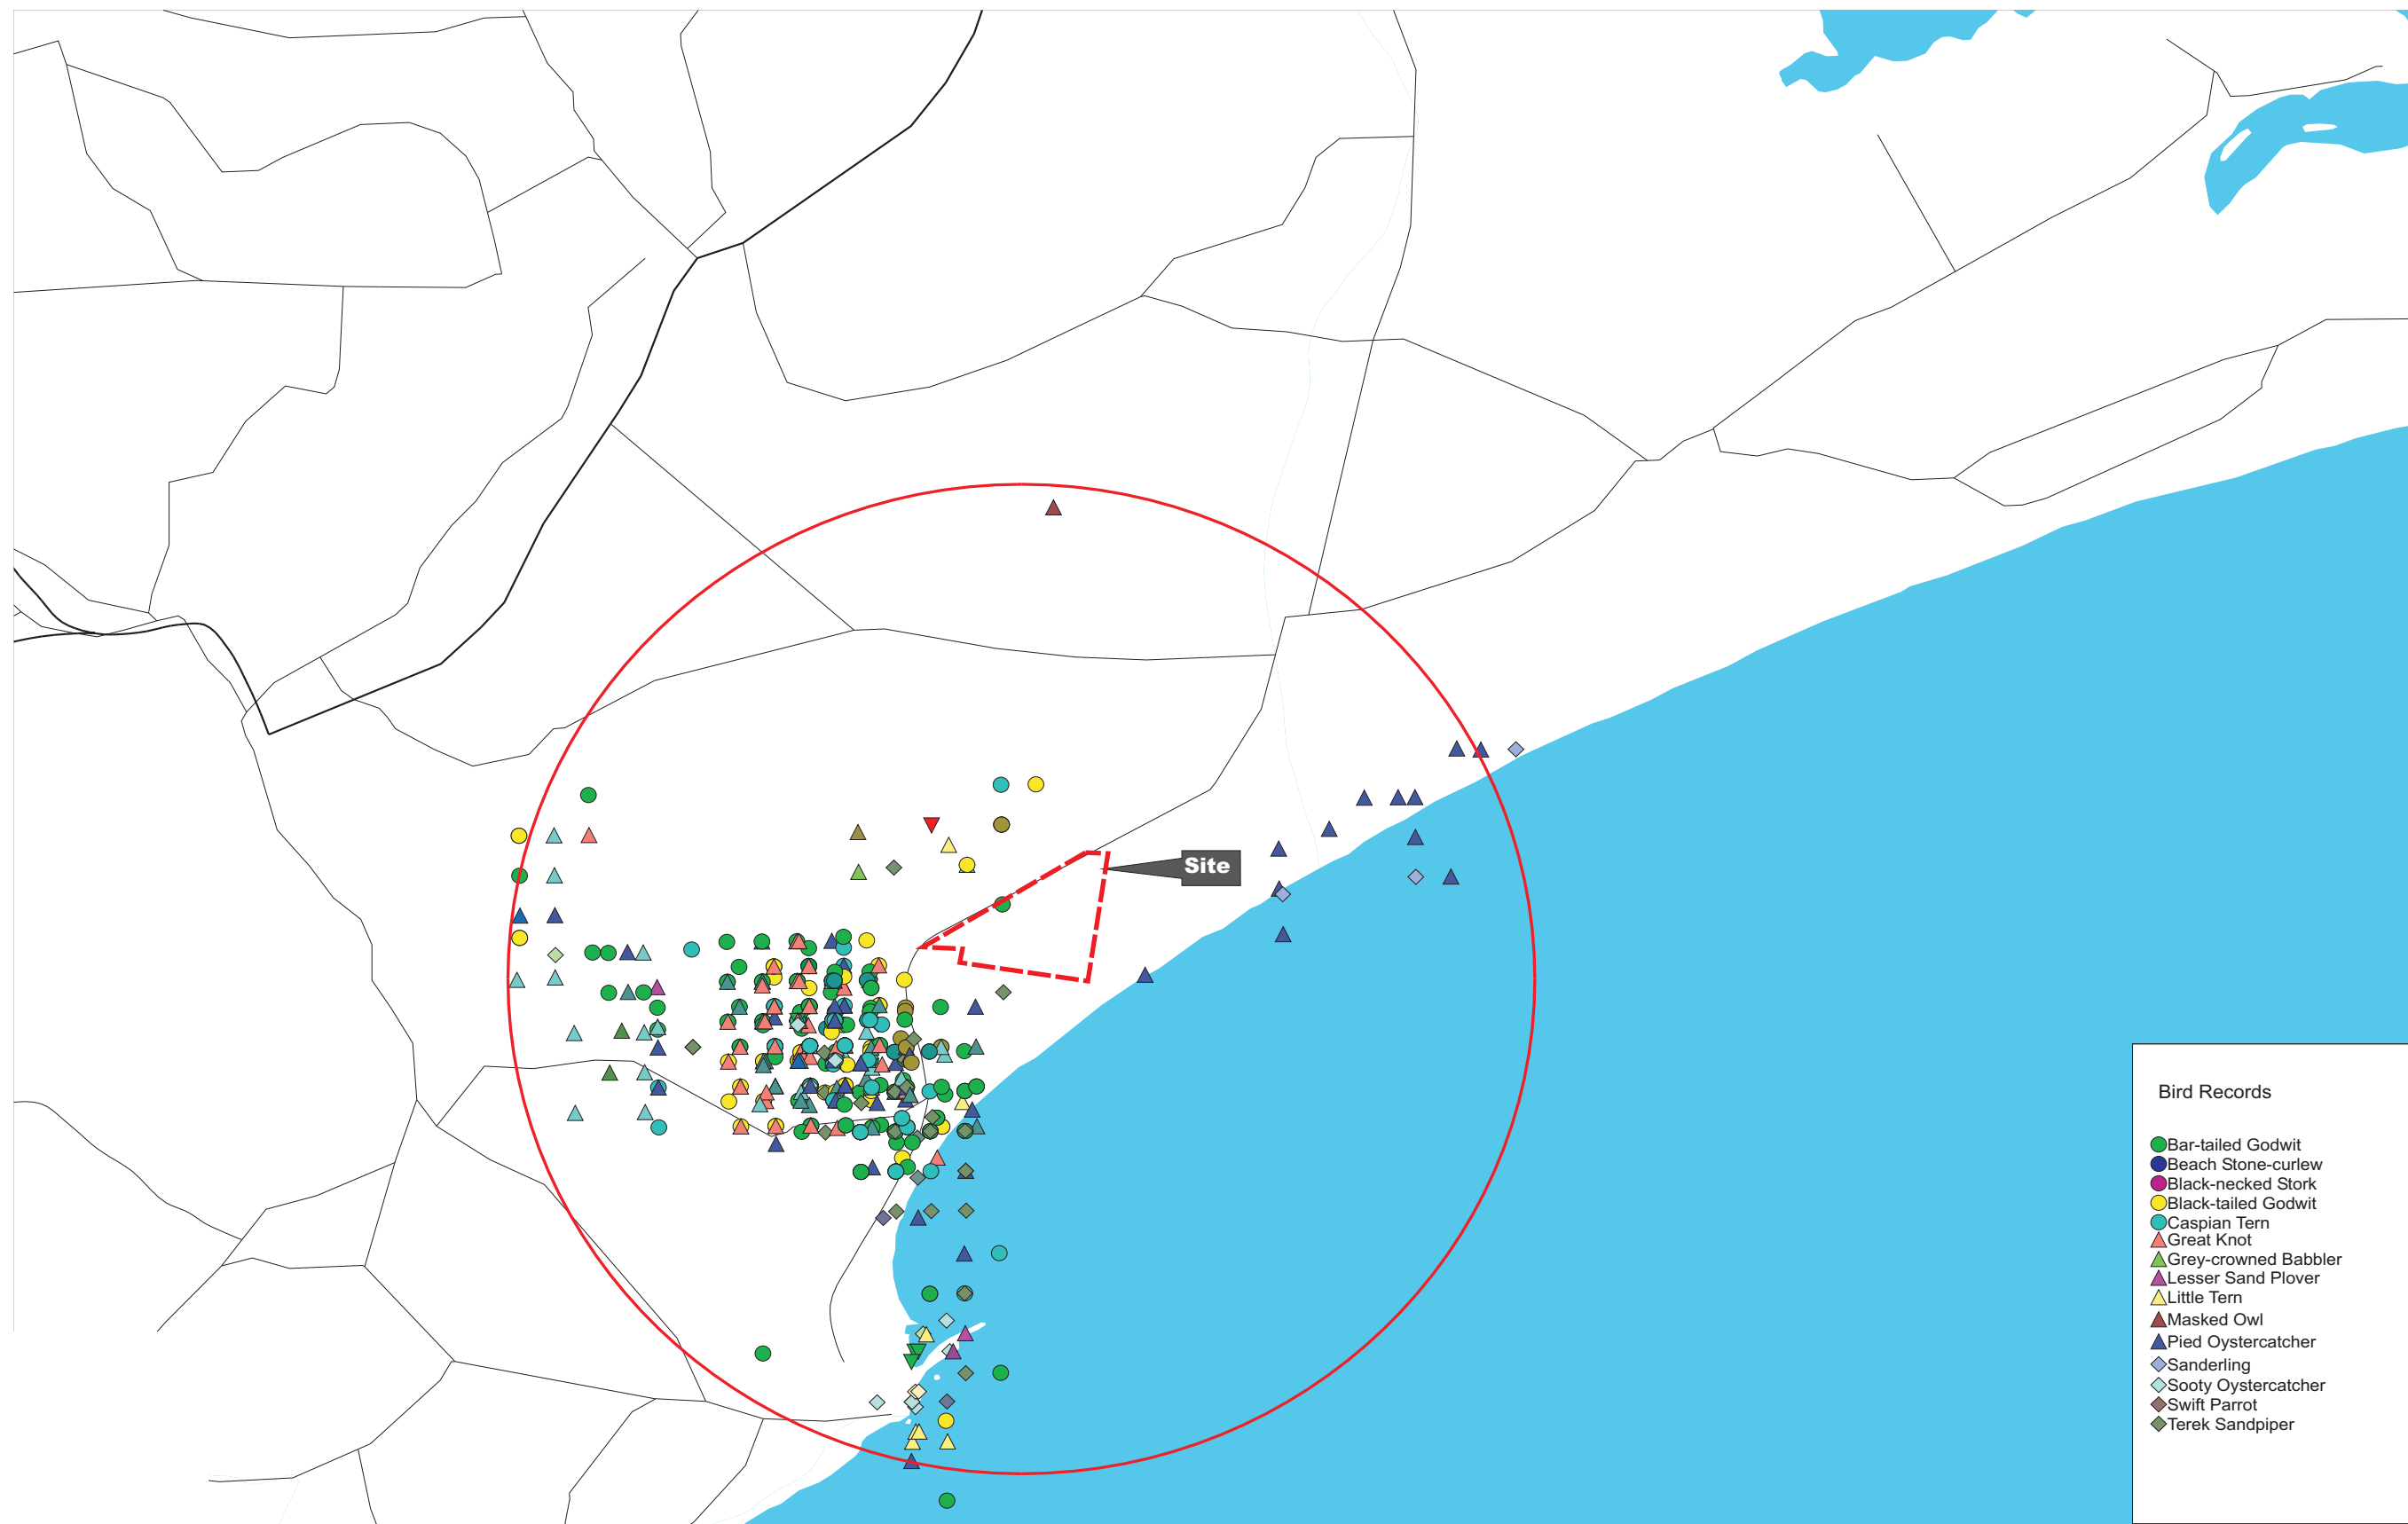 Site
Bird Records
Bar-tailed Godwit
Beach Stone-curlew
Black-necked Stork
Black-tailed Godwit
Caspian Tern
Great Knot
Grey-crowned Babbler
Lesser Sand Plover
Little Tern
Masked Owl
Pied Oystercatcher
Sanderling
Sooty Oystercatcher
Swift Parrot
Terek Sandpiper